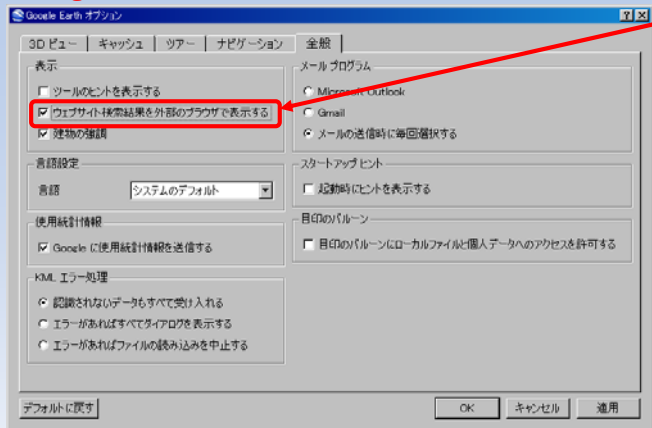 Google Earth オプション
3D ビュー
キャッシュ
ツアー
ナビゲーション
全般
表示
ツールのヒントを表示する
ウェブサイト検索結果を外部のブラウザで表示する
建物の強調
言語設定
言語
システムのデフォルト
使用統計情報
Google に使用統計情報を送信する
KML エラー処理
認識されないデータもすべて受け入れる
エラーがあればすべてダイアログを表示する
エラーがあればファイルの読み込みを中止する
メール プログラム
Microsoft Outlook
Gmail
メールの送信時に毎回選択する
スタートアップ ヒント
起動時にヒントを表示する
目印のバルーン
目印のバルーンにローカルファイルと個人データへのアクセスを許可する
デフォルトに戻す
OK
キャンセル
適用